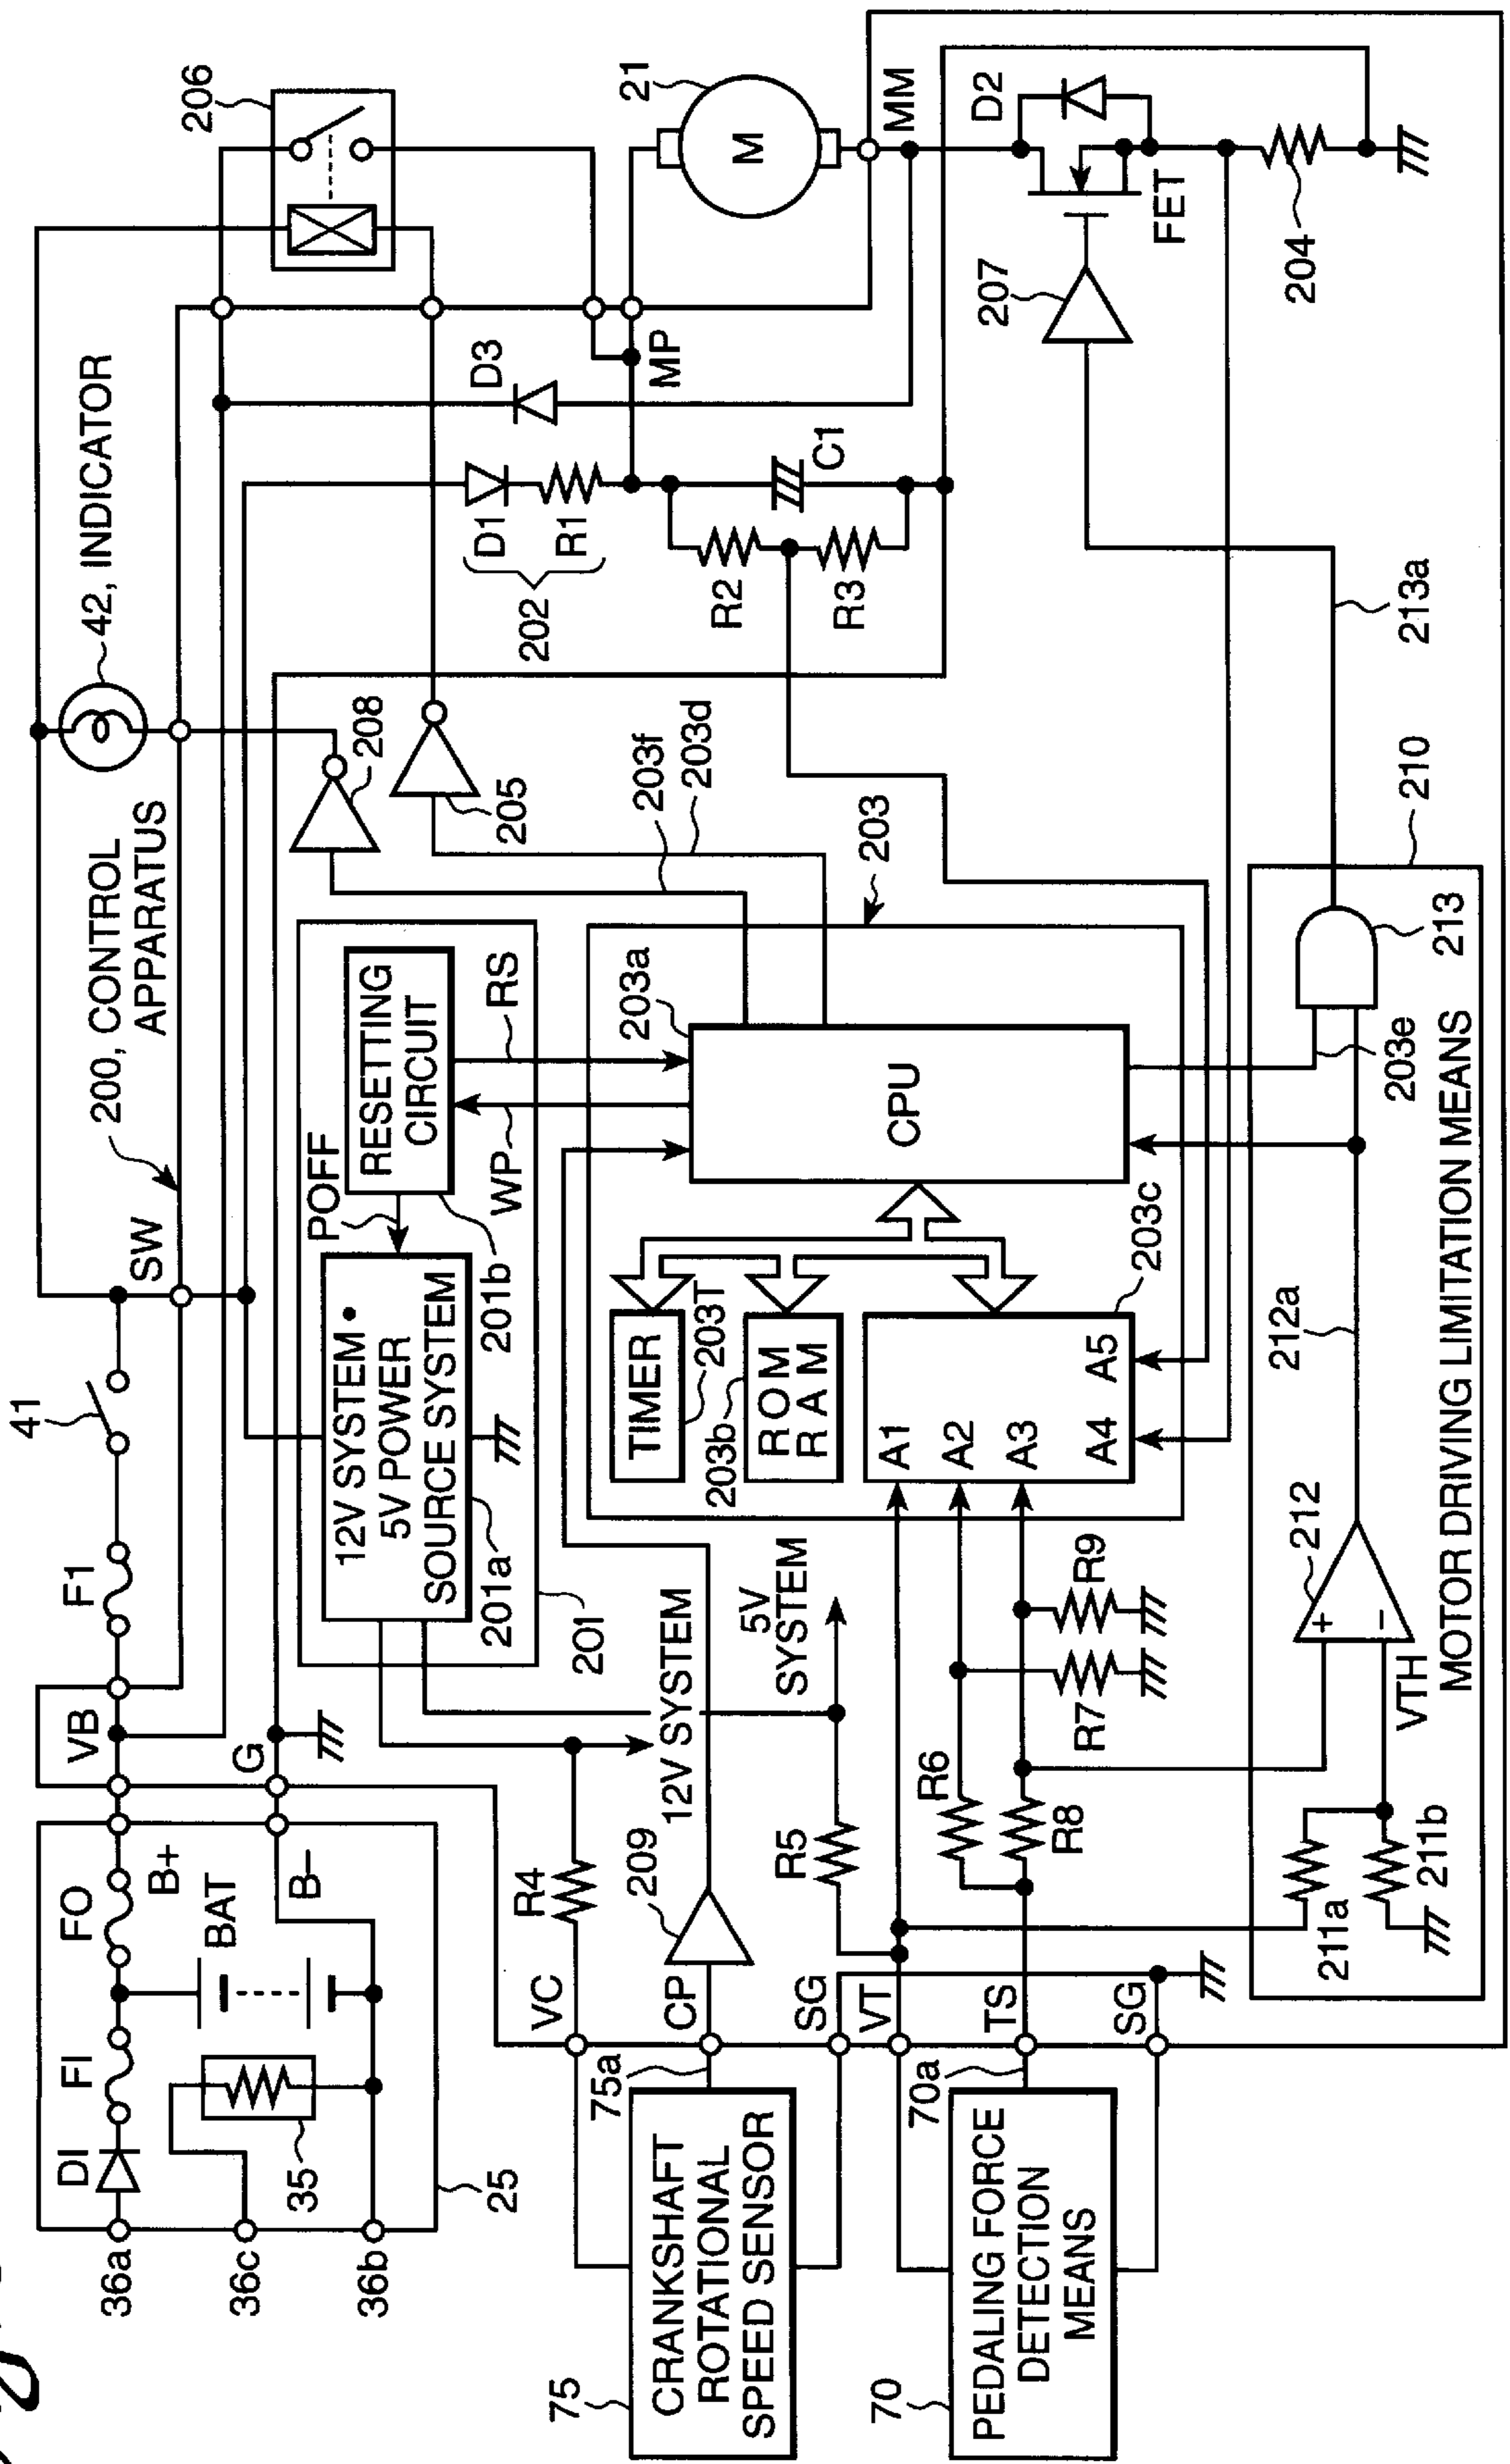 36a
36c
36b
DI
FI
FO
35
25
BAT
B+
B−
VB
G
F1
41
SW
200, CONTROL
APPARATUS
42, INDICATOR
206
12V SYSTEM •
5V POWER
SOURCE SYSTEM
201a
201
POFF
RESETTING
CIRCUIT
201b
WP
RS
208
205
203f
203d
D1
R1
202
D3
MP
R2
R3
C1
21
M
MM
D2
FET
207
204
213a
75
CRANKSHAFT
ROTATIONAL
SPEED SENSOR
75a
70
PEDALING FORCE
DETECTION
MEANS
70a
VC
CP
SG
VT
TS
SG
R4
209
12V SYSTEM
R5
5V
SYSTEM
R6
R8
R7
R9
TIMER
203T
203b
ROM
RAM
A1
A2
A3
A4
A5
203c
CPU
203a
203
211a
211b
VTH
+
−
212
212a
203e
213
210
MOTOR DRIVING LIMITATION MEANS